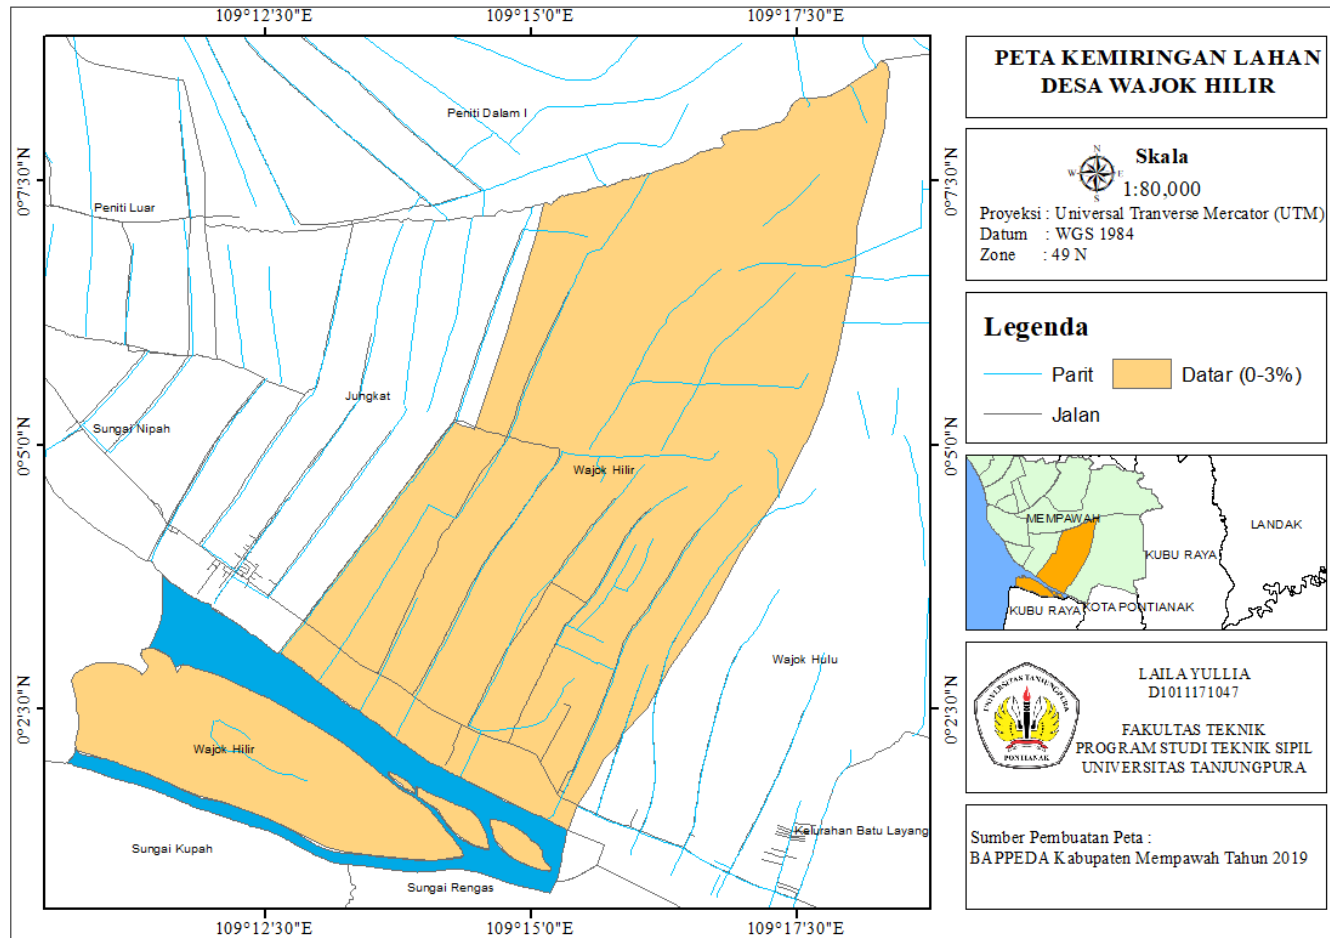 109°12'30"E
109°15'0"E
109°17'30"E
0°7'30"N
0°5'0"N
0°2'30"N
Peniti Dalam I
Peniti Luar
Jungkat
Sungai Nipah
Wajok Hilir
Wajok Hulu
Wajok Hilir
Kelurahan Batu Layang
Sungai Kupah
Sungai Rengas
0°7'30"N
0°5'0"N
0°2'30"N
109°12'30"E
109°15'0"E
109°17'30"E
PETA KEMIRINGAN LAHAN
DESA WAJOK HILIR
N
W
E
S
Skala
1:80,000
Proyeksi : Universal Tranverse Mercator (UTM)
Datum : WGS 1984
Zone : 49 N
Legenda
Parit
Datar (0-3%)
Jalan
MEMPAWAH
LANDAK
KUBU RAYA
KUBU RAYA
KOTA PONTIANAK
UNIVERSITAS TANJUNGPURA
PONTIANAK
LAILA YULLIA
D1011171047
FAKULTAS TEKNIK
PROGRAM STUDI TEKNIK SIPIL
UNIVERSITAS TANJUNGPURA
Sumber Pembuatan Peta :
BAPPEDA Kabupaten Mempawah Tahun 2019